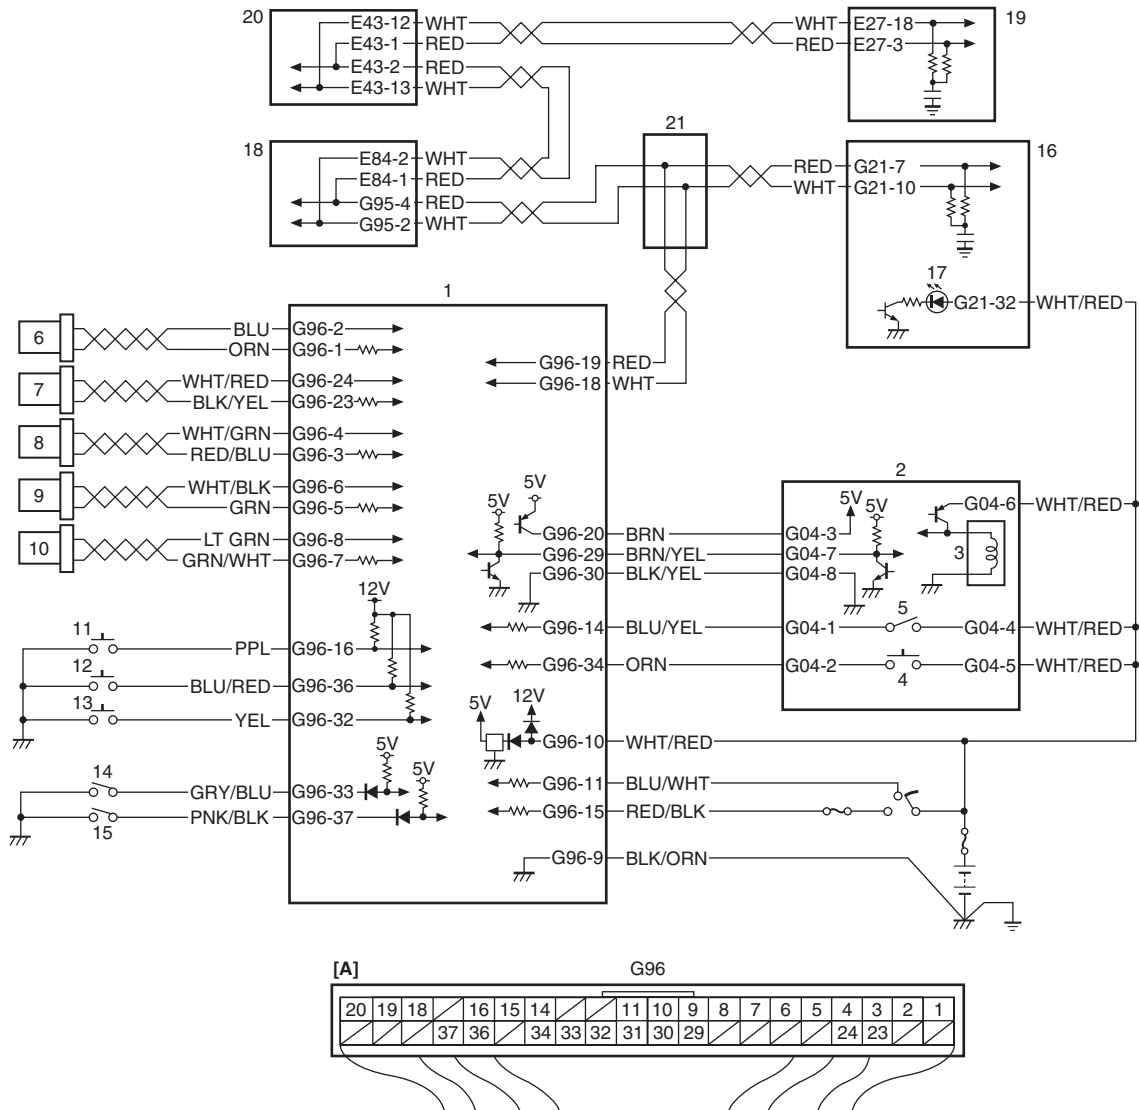 20 E43-12 WHT WHT E27-18 19
E43-1 RED RED E27-3
E43-2 RED
E43-13 WHT
21
18 E84-2 WHT 16
E84-1 RED RED G21-7
G95-4 RED WHT G21-10
G95-2 WHT
17
G21-32 WHT/RED
1
6 BLU G96-2
ORN G96-1
G96-19 RED
7 WHT/RED G96-24 G96-18 WHT
BLK/YEL G96-23
8 WHT/GRN G96-4
RED/BLU G96-3
2
9 WHT/BLK G96-6 5V 5V
GRN G96-5 5V 5V G04-6 WHT/RED
10 LT GRN G96-8 G96-20 BRN G04-3
GRN/WHT G96-7 G96-29 BRN/YEL G04-7 3
G96-30 BLK/YEL G04-8
12V
5
11 G96-14 BLU/YEL G04-1 G04-4 WHT/RED
PPL G96-16
12 G96-34 ORN G04-2 G04-5 WHT/RED
BLU/RED G96-36 4
13 5V 12V
YEL G96-32
5V G96-10 WHT/RED
14 5V G96-11 BLU/WHT
GRY/BLU G96-33
PNK/BLK G96-37 G96-15 RED/BLK
15
G96-9 BLK/ORN
[A] G96
20 19 18 16 15 14 11 10 9 8 7 6 5 4 3 2 1
37 36 34 33 32 31 30 29 24 23